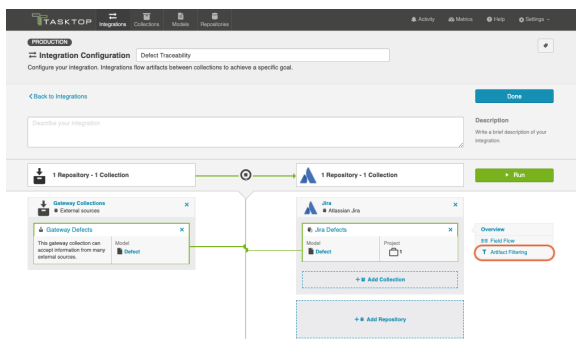 TASKTOP
Integrations
Collections
Models
Repositories
Activity
Metrics
Help
Settings
PRODUCTION
Integration Configuration
Defect Traceability
Configure your integration. Integrations flow artifacts between collections to achieve a specific goal.
Back to Integrations
Done
Describe your integration
Description
Write a brief description of your
integration.
1 Repository - 1 Collection
1 Repository - 1 Collection
Run
Gateway Collections
External sources
Jira
Atlassian Jira
Gateway Defects
This gateway collection can
accept information from many
external sources.
Model
Defect
Jira Defects
Model
Defect
Project
1
Overview
Field Flow
Artifact Filtering
+ Add Collection
+ Add Repository